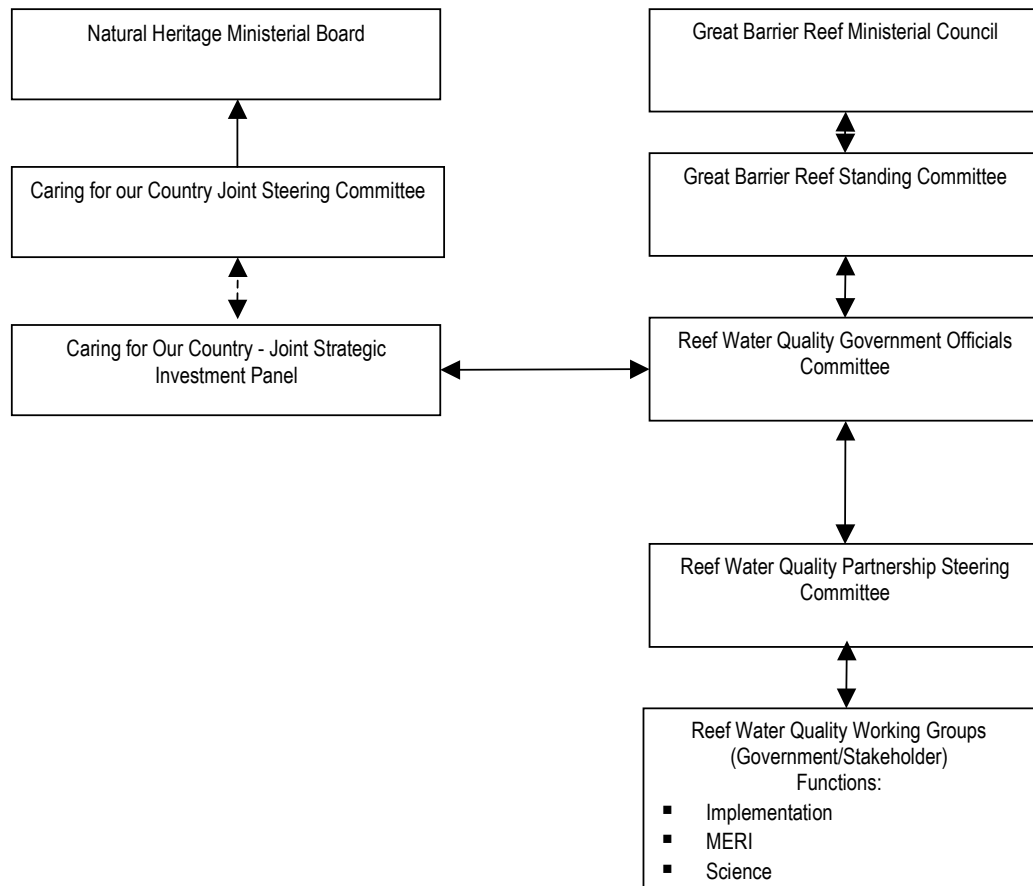 Natural Heritage Ministerial Board
Great Barrier Reef Ministerial Council
Caring for our Country Joint Steering Committee
Great Barrier Reef Standing Committee
Caring for Our Country - Joint Strategic
Investment Panel
Reef Water Quality Government Officials
Committee
Reef Water Quality Partnership Steering
Committee
Reef Water Quality Working Groups
(Government/Stakeholder)
Functions:
▪ Implementation
▪ MERI
▪ Science